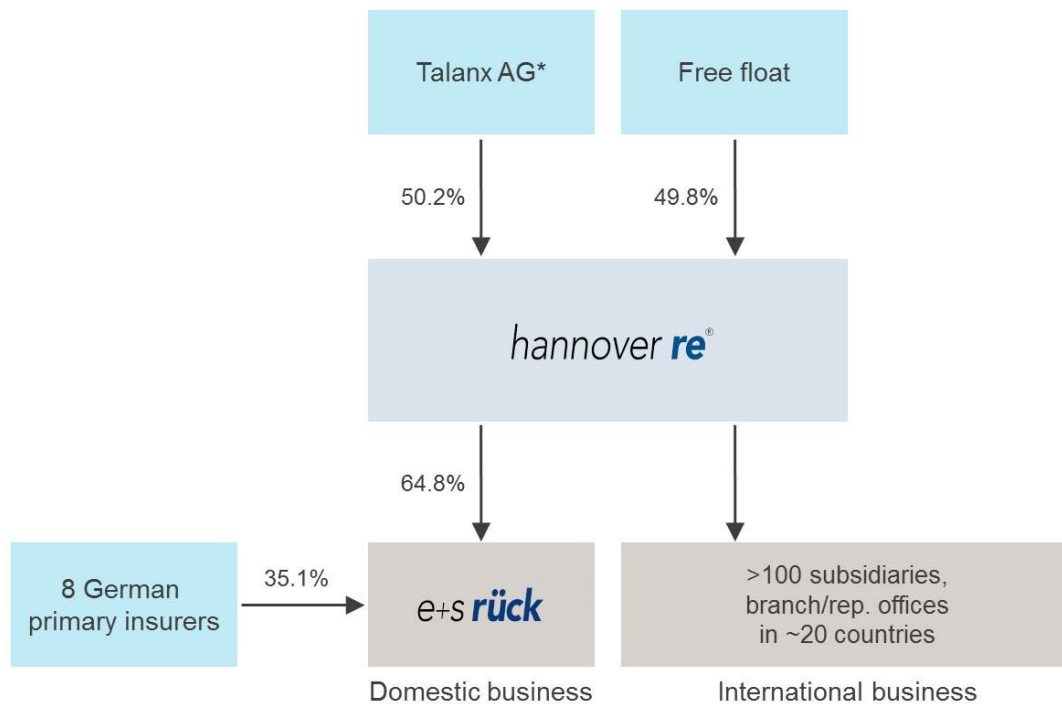 Talanx AG*
Free float
50.2%
49.8%
hannover re®
64.8%
8 German
primary insurers
35.1%
e+s rück
>100 subsidiaries,
branch/rep. offices
in ~20 countries
Domestic business
International business